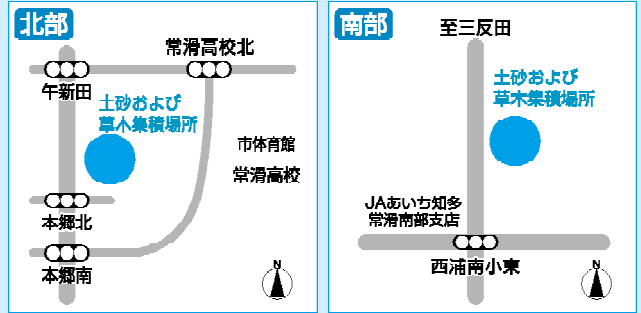 北部
常滑高校北
午新田
土砂および
草木集積場所
市体育館
常滑高校
本郷北
本郷南
N
南部
至三反田
土砂および
草木集積場所
JAあいち知多
常滑南部支店
西浦南小東
N